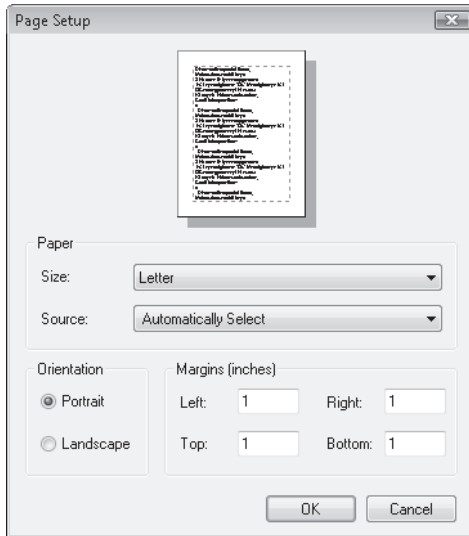 Page Setup
Paper
Size: Letter
Source: Automatically Select
Orientation
Portrait
Landscape
Margins (inches)
Left: 1 Right: 1
Top: 1 Bottom: 1
OK Cancel